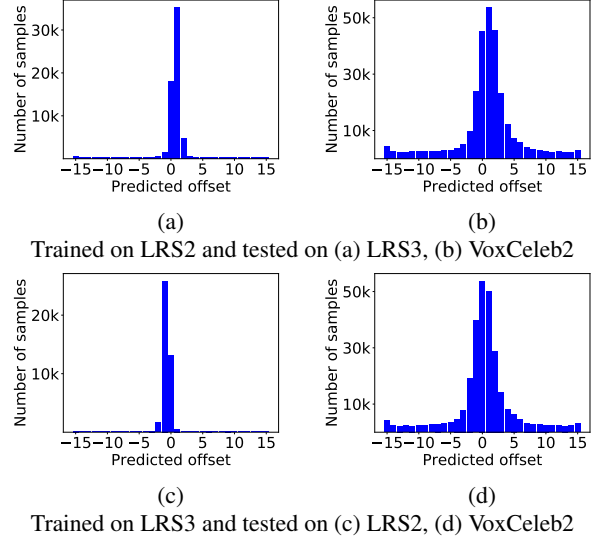 Number of samples
30k
20k
10k
−15 −10 −5 0 5 10 15
Predicted offset
(a)
Number of samples
50k
30k
10k
−15 −10 −5 0 5 10 15
Predicted offset
(b)
Trained on LRS2 and tested on (a) LRS3, (b) VoxCeleb2
Number of samples
20k
10k
−15 −10 −5 0 5 10 15
Predicted offset
(c)
Number of samples
50k
30k
10k
−15 −10 −5 0 5 10 15
Predicted offset
(d)
Trained on LRS3 and tested on (c) LRS2, (d) VoxCeleb2